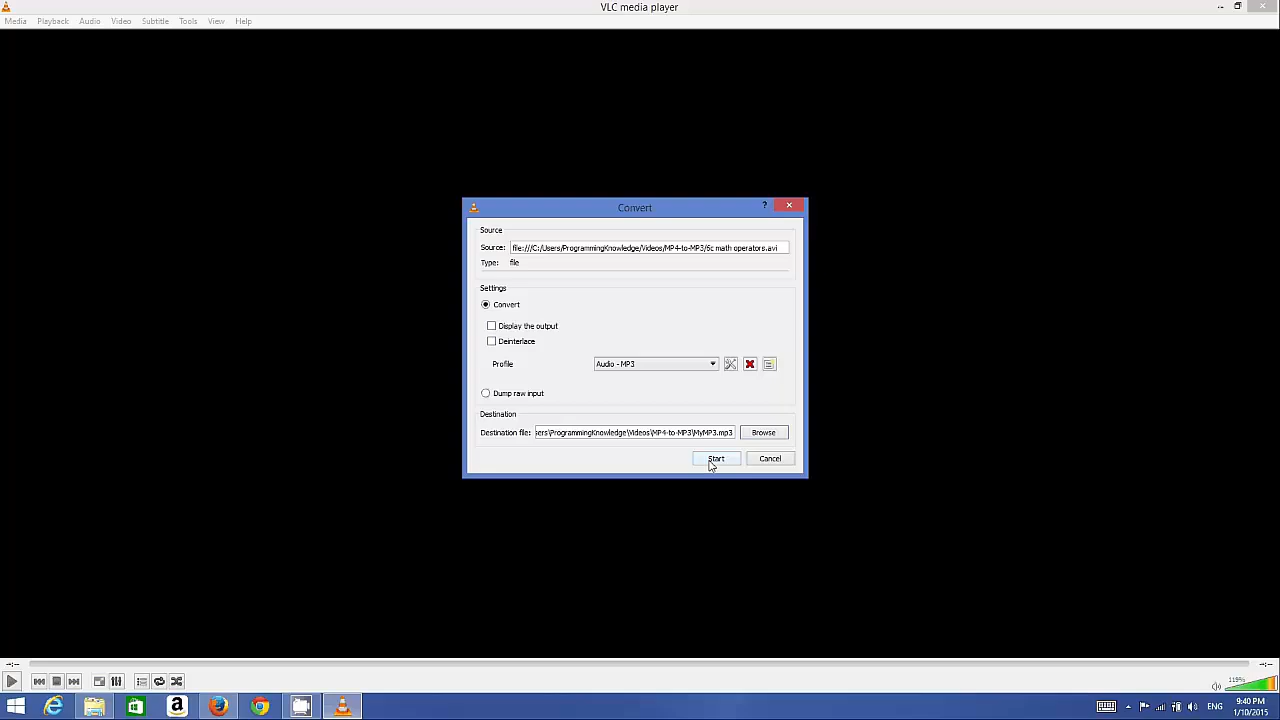 VLC media player
Media Playback Audio Video Subtitle Tools View Help
Convert
?
Source
Source: file:///C:/Users/ProgrammingKnowledge/Videos/MP4-to-MP3/6c math operators.avi
Type: file
Settings
Convert
Display the output
Deinterlace
Profile Audio - MP3
Dump raw input
Destination
Destination file: sers\ProgrammingKnowledge\Videos\MP4-to-MP3\MyMP3.mp3 Browse
Start Cancel
--:-- --:--
119%
ENG
9:40 PM
1/10/2015